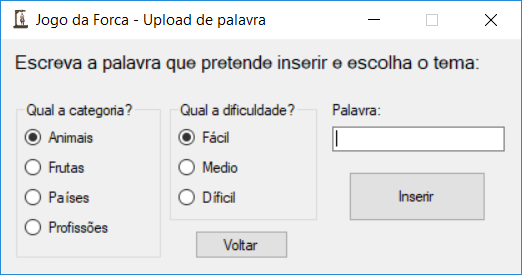 Jogo da Forca - Upload de palavra
Escreva a palavra que pretende inserir e escolha o tema:
Qual a categoria?
Animais
Frutas
Países
Profissões
Qual a dificuldade?
Fácil
Medio
Díficil
Voltar
Palavra:
Inserir